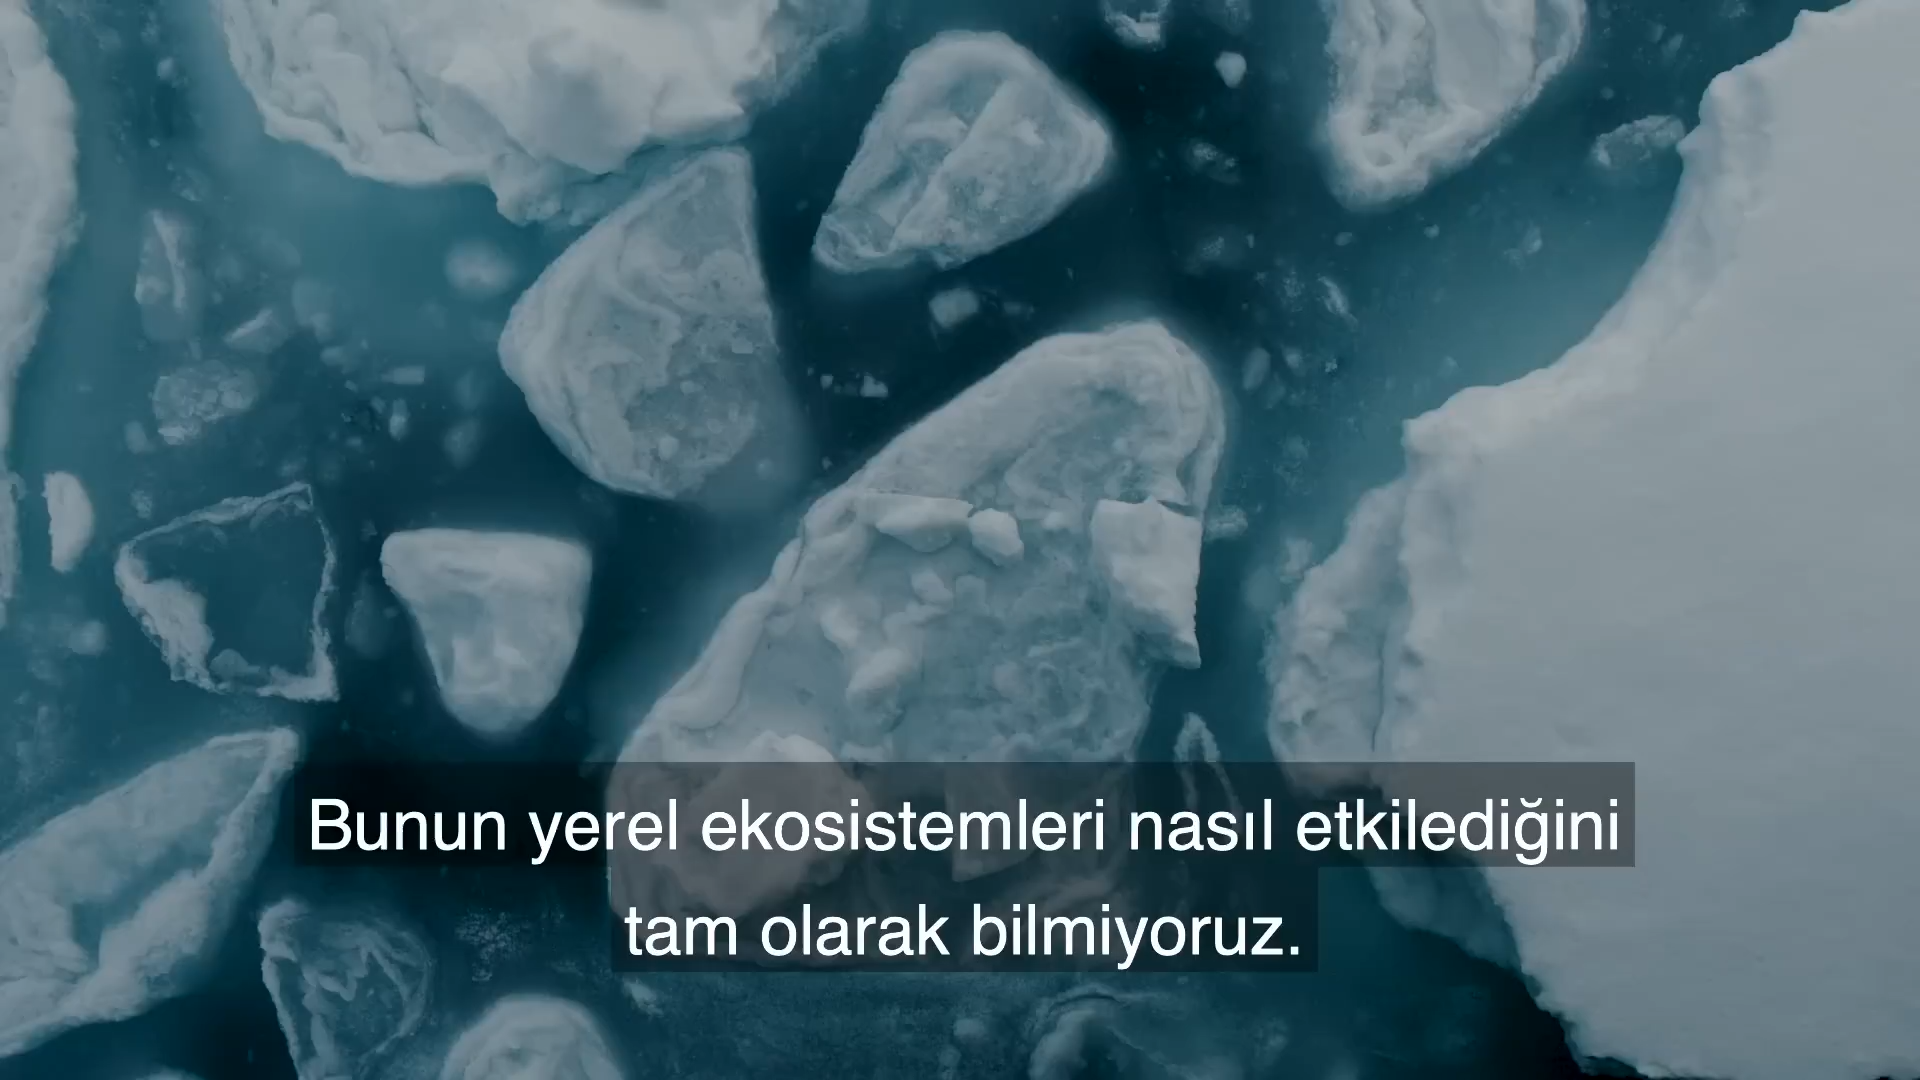 Bunun yerel ekosistemleri nasıl etkilediğini
tam olarak bilmiyoruz.